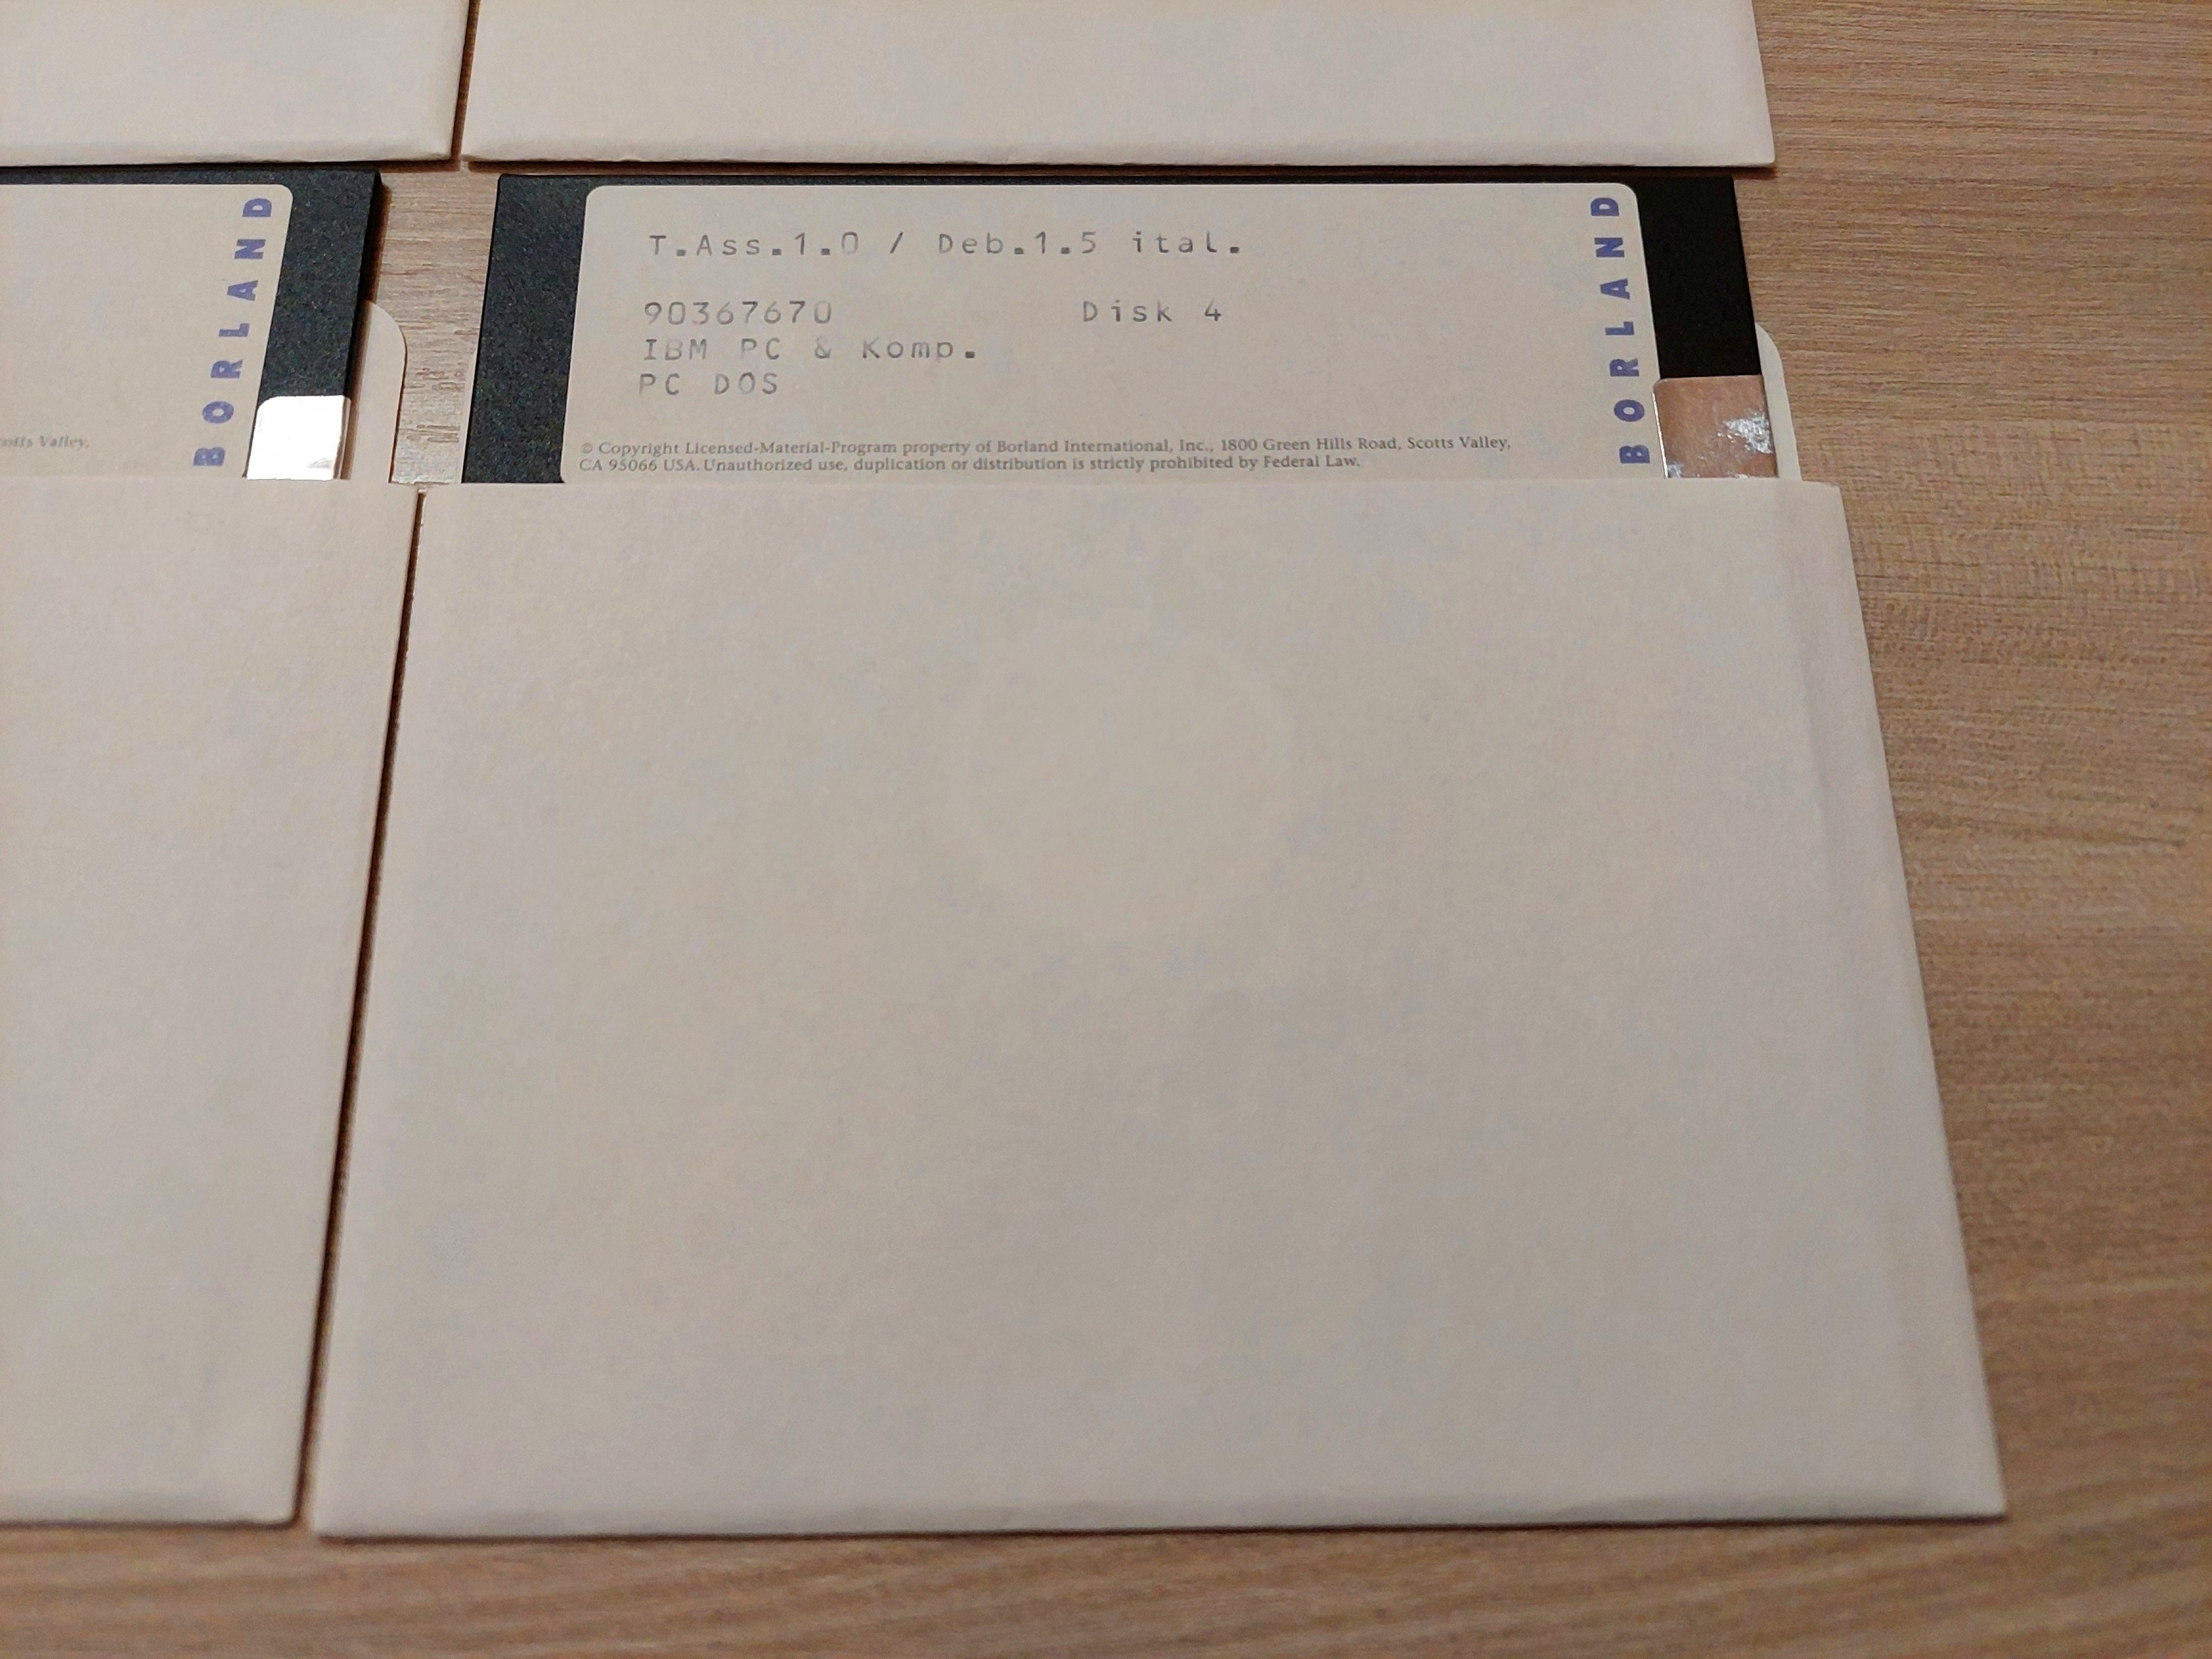 T.Ass.1.0 / Deb.1.5 ital.
90367670 Disk 4
IBM PC & Komp.
PC DOS
© Copyright Licensed-Material-Program property of Borland International, Inc., 1800 Green Hills Road, Scotts Valley,
CA 95066 USA. Unauthorized use, duplication or distribution is strictly prohibited by Federal Law.
BORLAND
Scotts Valley,
BORLAND